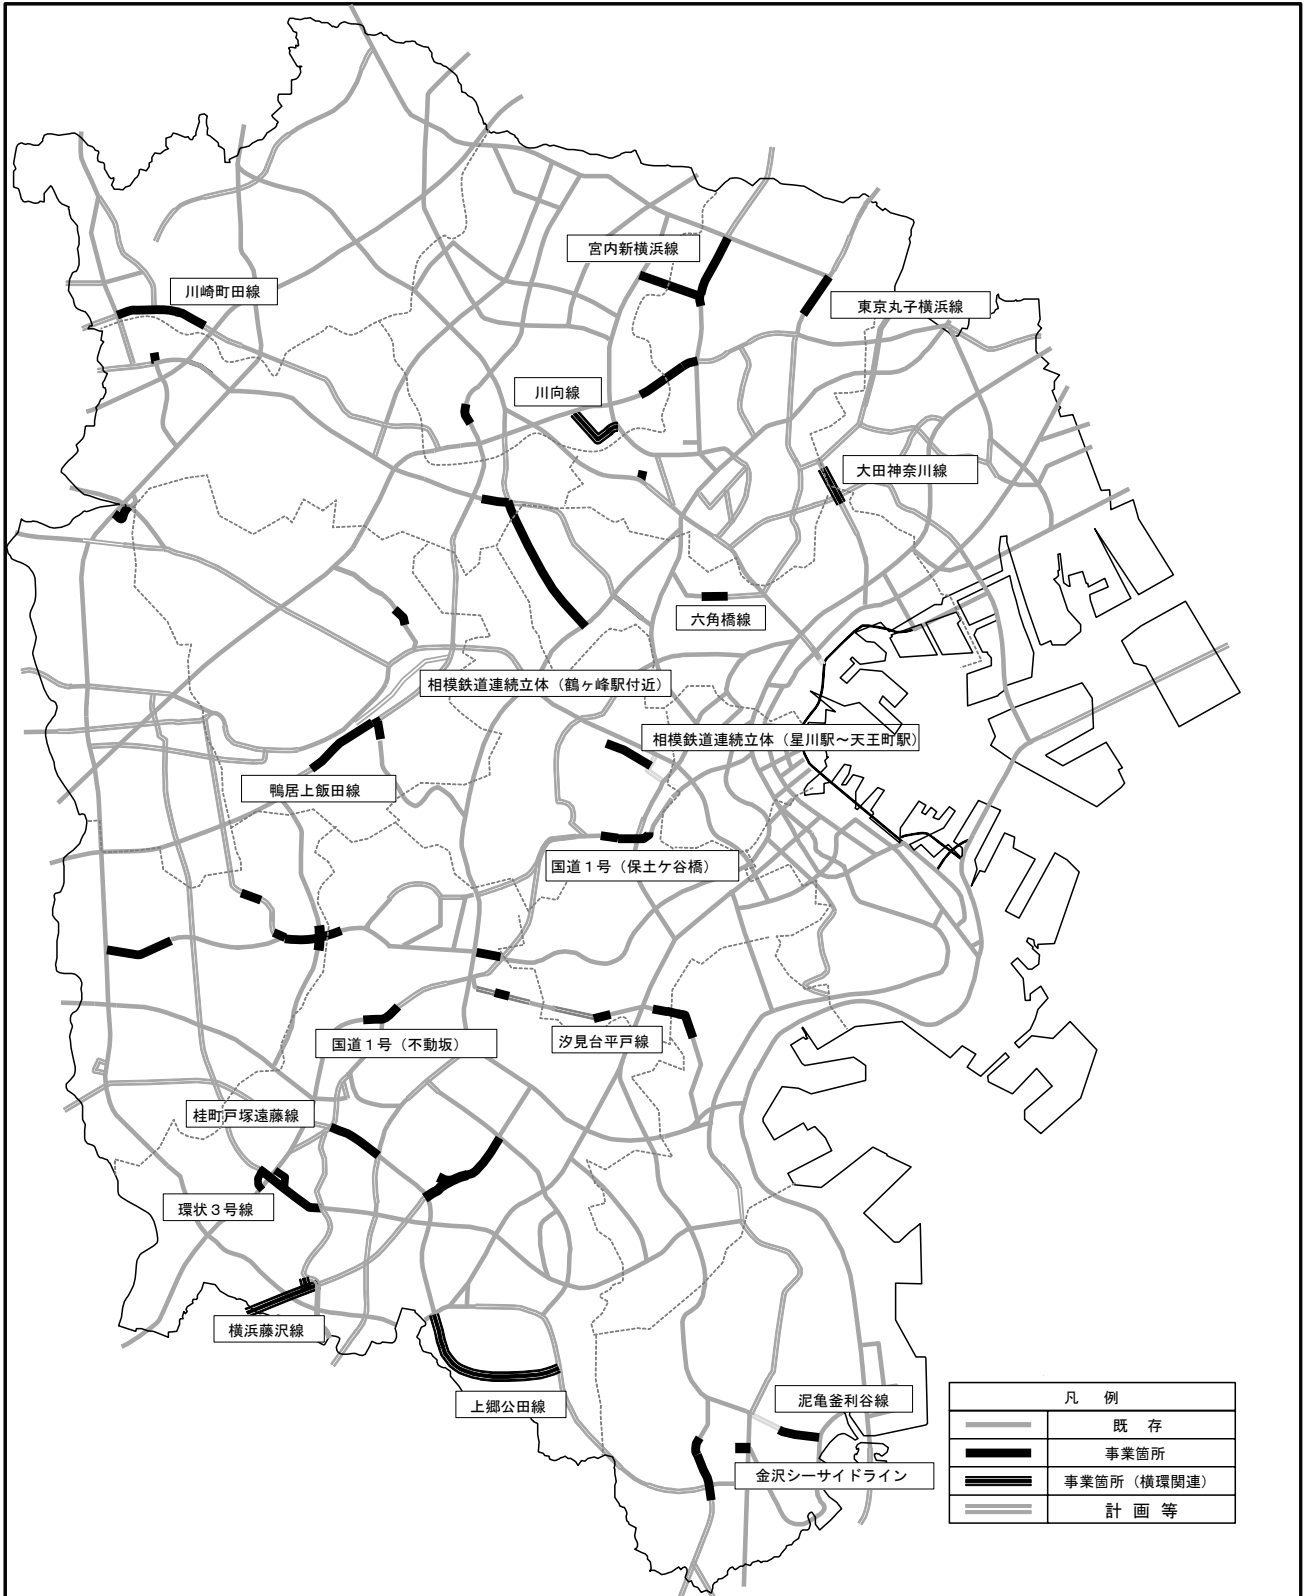 宮内新横浜線
川崎町田線
東京丸子横浜線
川向線
大田神奈川線
六角橋線
相模鉄道連続立体（鶴ヶ峰駅付近）
相模鉄道連続立体（星川駅～天王町駅）
鴨居上飯田線
国道１号（保土ケ谷橋）
国道１号（不動坂）
汐見台平戸線
桂町戸塚遠藤線
環状３号線
横浜藤沢線
上郷公田線
泥亀釜利谷線
金沢シーサイドライン
凡 例
既 存
事業箇所
事業箇所（横環関連）
計 画 等